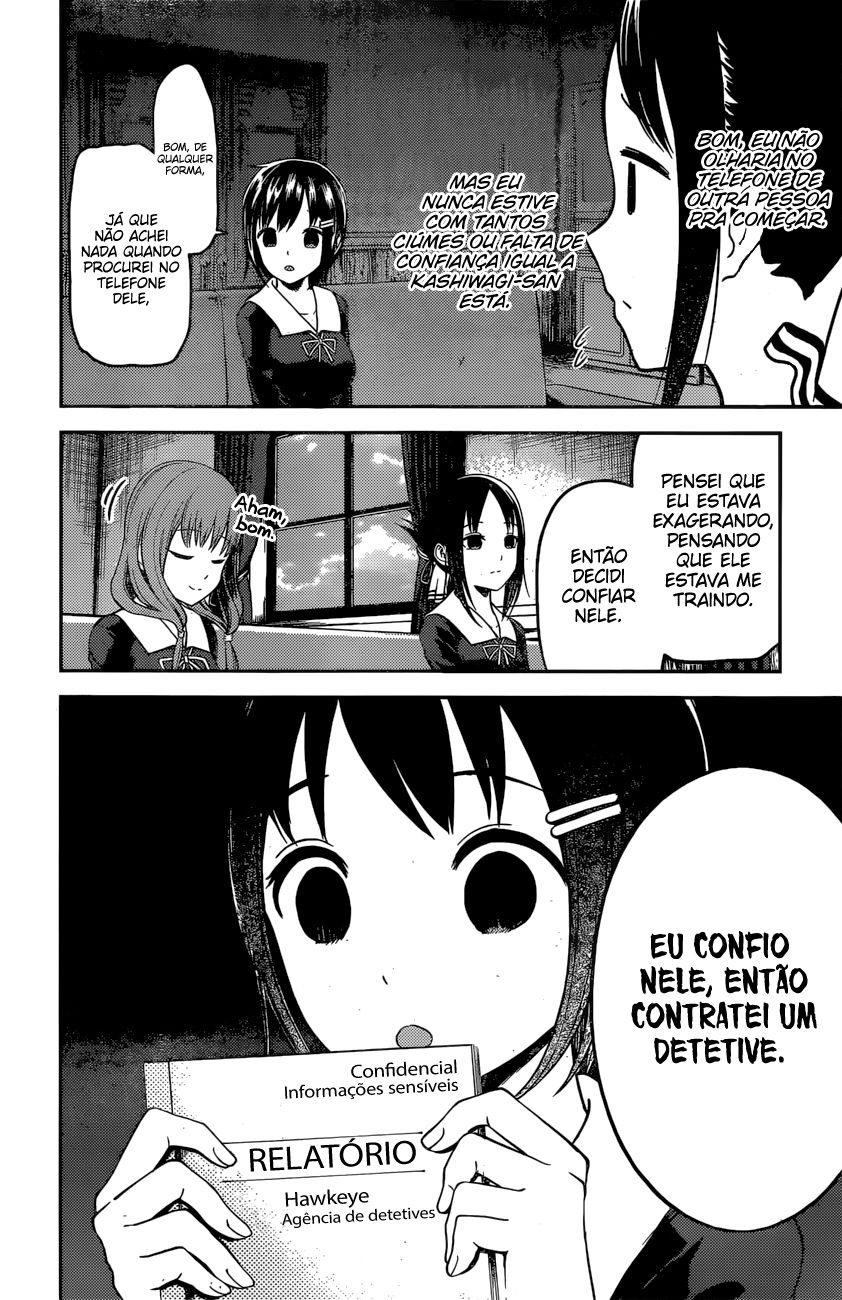 BOM, EU NÃO
OLHARIA NO
TELEFONE DE
OUTRA PESSOA
PRA COMEÇAR.
MAS EU
NUNCA ESTIVE
COM TANTOS
CIÚMES OU FALTA DE
CONFIANÇA IGUAL A
KASHIWAGI-SAN
ESTÁ.
BOM, DE
QUALQUER
FORMA,
JÁ QUE
NÃO ACHEI
NADA QUANDO
PROCUREI NO
TELEFONE
DELE,
PENSEI QUE
EU ESTAVA
EXAGERANDO,
PENSANDO
QUE ELE
ESTAVA ME
TRAINDO.
ENTÃO
DECIDI
CONFIAR
NELE.
Aham,
bom.
EU CONFIO
NELE, ENTÃO
CONTRATEI UM
DETETIVE.
Confidencial
Informações sensíveis
RELATÓRIO
Hawkeye
Agência de detetives